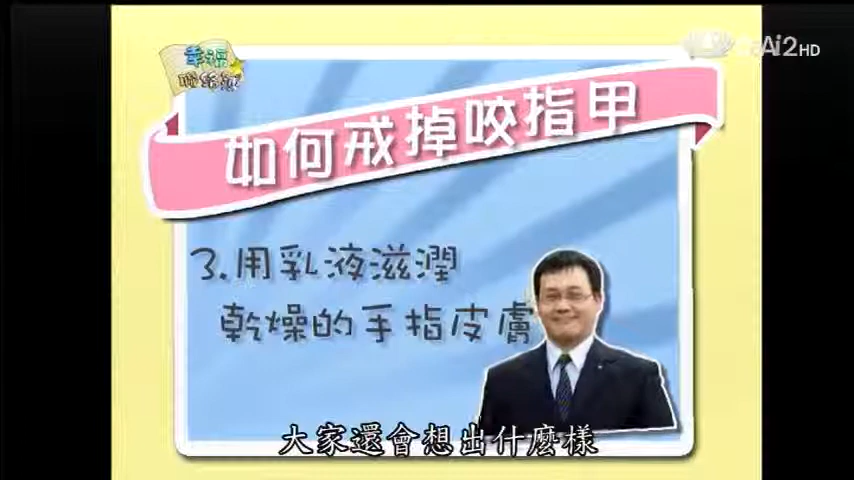 幸福
聯絡簿
Ai2 HD
如何戒掉咬指甲
3.用乳液滋潤
乾燥的手指皮膚
大家還會想出什麼樣